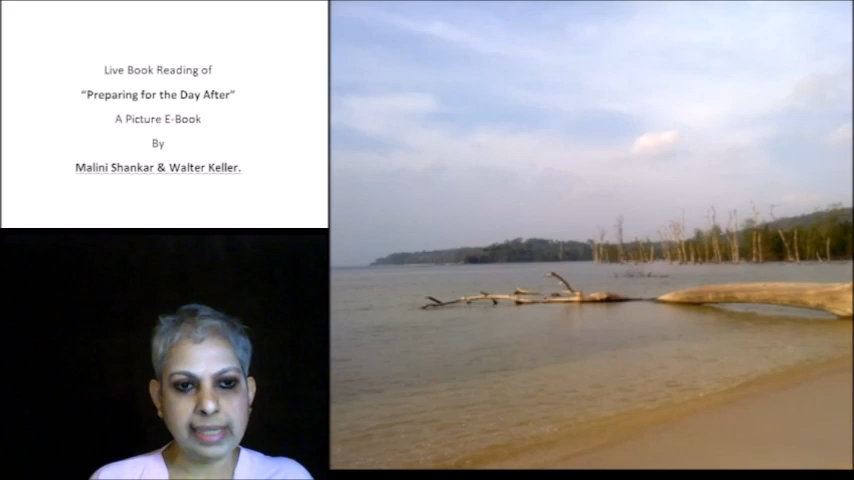 Live Book Reading of
“Preparing for the Day After”
A Picture E-Book
By
Malini Shankar & Walter Keller.